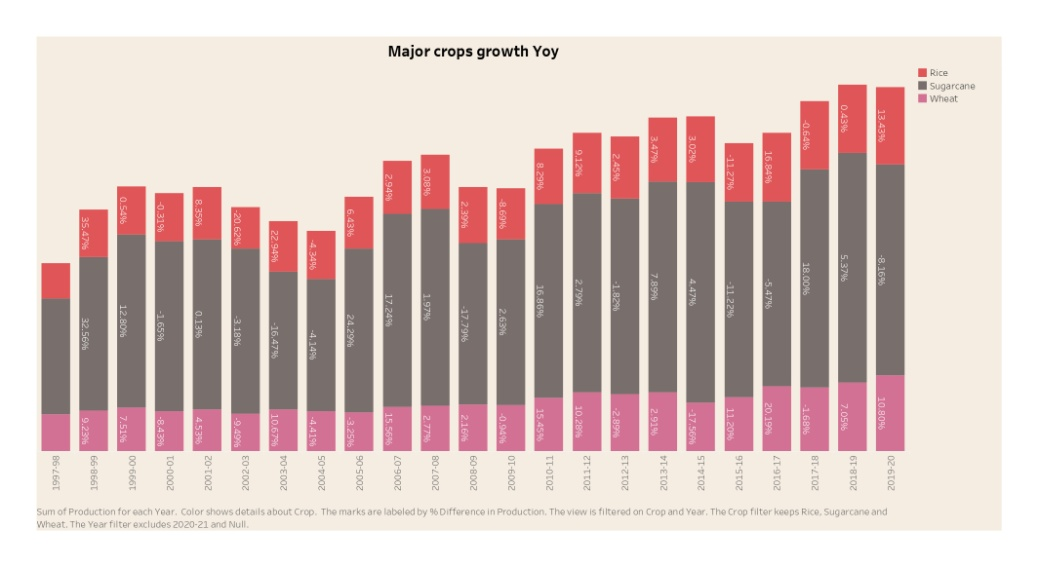 Major crops growth Yoy
Rice
Sugarcane
Wheat
35.47% 0.54% -0.31% 8.35% -20.62% 22.94% -4.34% 6.43% 2.94% 3.08% 2.39% -8.69% 8.29% 9.12% 2.45% 3.47% 3.02% -11.27% 16.84% -0.64% 0.43% 13.43%
32.56% 12.80% -1.65% 0.13% -3.18% -16.47% -4.14% 24.29% 17.24% 1.97% -17.79% 2.63% 16.86% 2.79% -1.82% 7.89% 4.47% -11.22% -5.47% 18.00% 5.37% -8.16%
9.23% 7.51% -8.43% 4.53% -9.49% 10.67% -4.41% -3.25% 15.56% 2.77% 2.16% -0.94% 15.45% 10.28% -2.89% 2.91% -17.56% 11.20% 20.19% -1.68% 7.05% 10.80%
1997-98 1998-99 1999-00 2000-01 2001-02 2002-03 2003-04 2004-05 2005-06 2006-07 2007-08 2008-09 2009-10 2010-11 2011-12 2012-13 2013-14 2014-15 2015-16 2016-17 2017-18 2018-19 2019-20
Sum of Production for each Year. Color shows details about Crop. The marks are labeled by % Difference in Production. The view is filtered on Crop and Year. The Crop filter keeps Rice, Sugarcane and
Wheat. The Year filter excludes 2020-21 and Null.